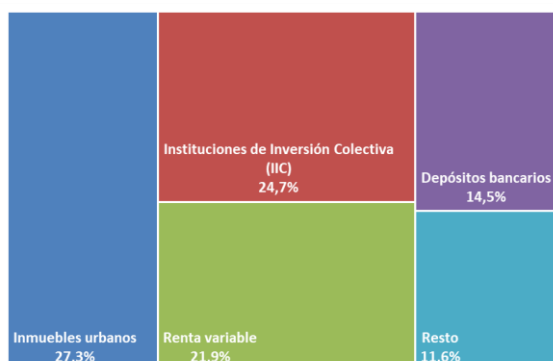 Instituciones de Inversión Colectiva
(IIC)
24,7%
Depósitos bancarios
14,5%
Inmuebles urbanos
27,3%
Renta variable
21,9%
Resto
11,6%